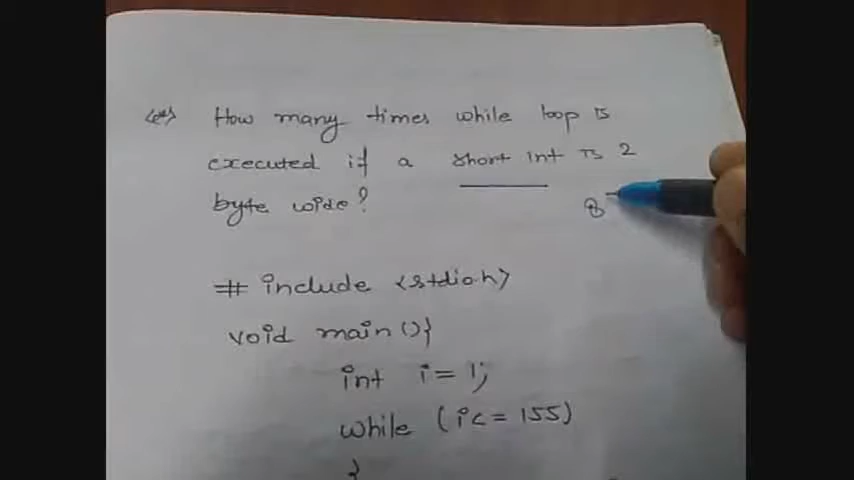 How many times while loop is
executed if a short int is 2
byte wide?
8
# include <stdio.h>
void main(){
int i= 1;
while (i<= 155)